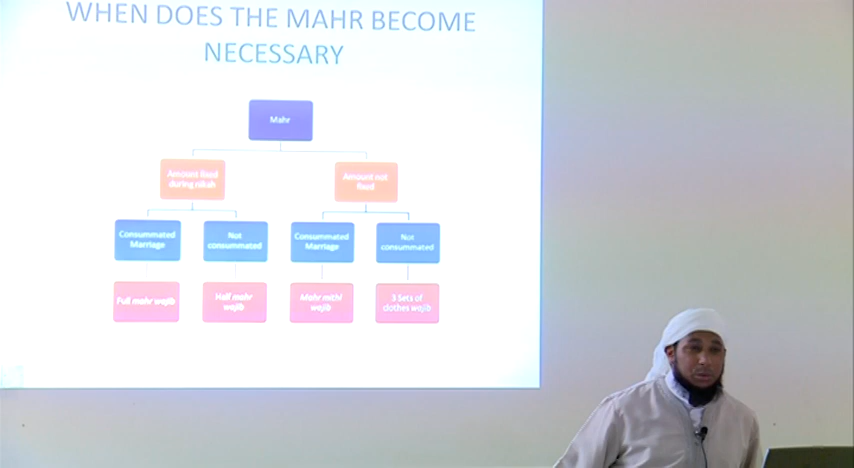 WHEN DOES THE MAHR BECOME
NECESSARY
Mahr
Amount fixed
during nikah
Amount not
fixed
Consummated
Marriage
Not
consummated
Consummated
Marriage
Not
consummated
Full mahr wajib
Half mahr
wajib
Mahr mithl
wajib
3 Sets of
clothes wajib